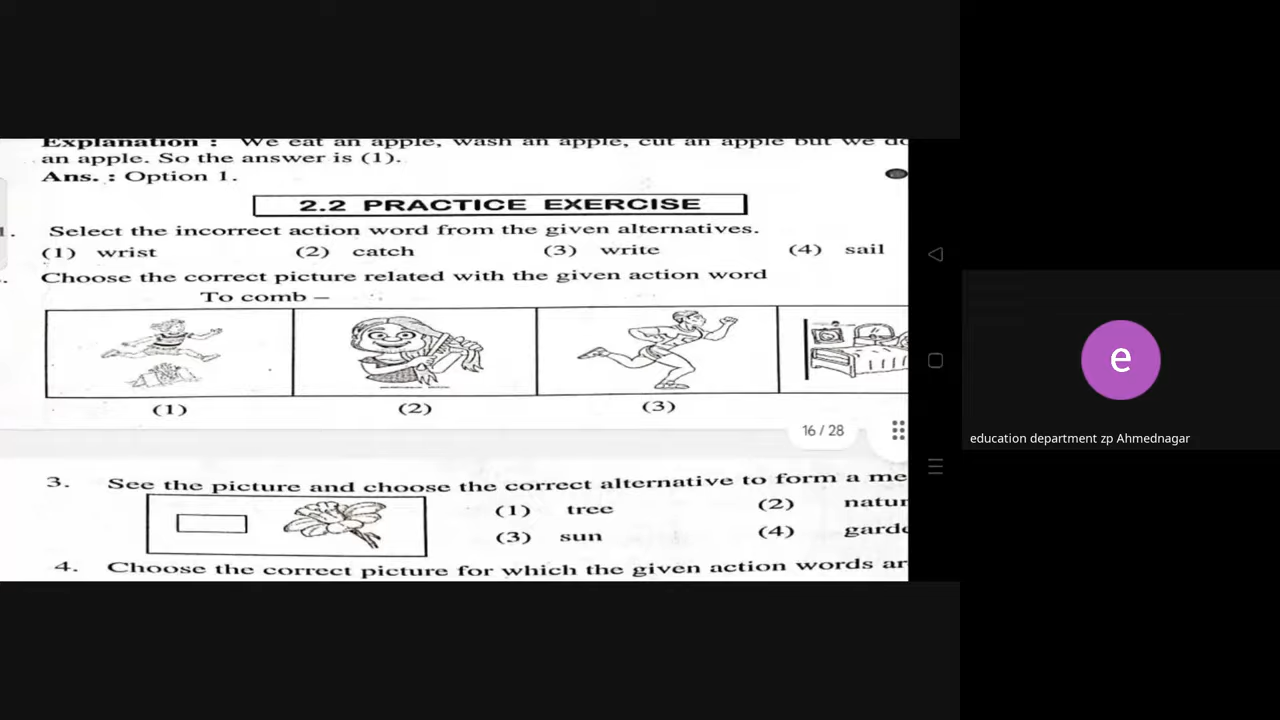 Explanation : We eat an apple, wash an apple, cut an apple but we do
an apple. So the answer is (1).
Ans. : Option 1.
2.2 PRACTICE EXERCISE
Select the incorrect action word from the given alternatives.
(1) wrist (2) catch (3) write (4) sail
Choose the correct picture related with the given action word
To comb –
(1) (2) (3)
16 / 28
3. See the picture and choose the correct alternative to form a me
(1) tree (2) natur
(3) sun (4) garde
4. Choose the correct picture for which the given action words ar
e
education department zp Ahmednagar